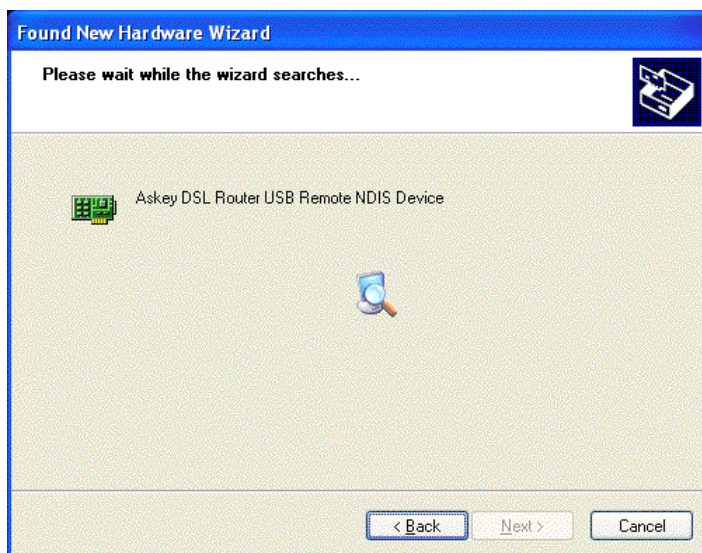 Found New Hardware Wizard
Please wait while the wizard searches...
Askey DSL Router USB Remote NDIS Device
< Back
Next >
Cancel